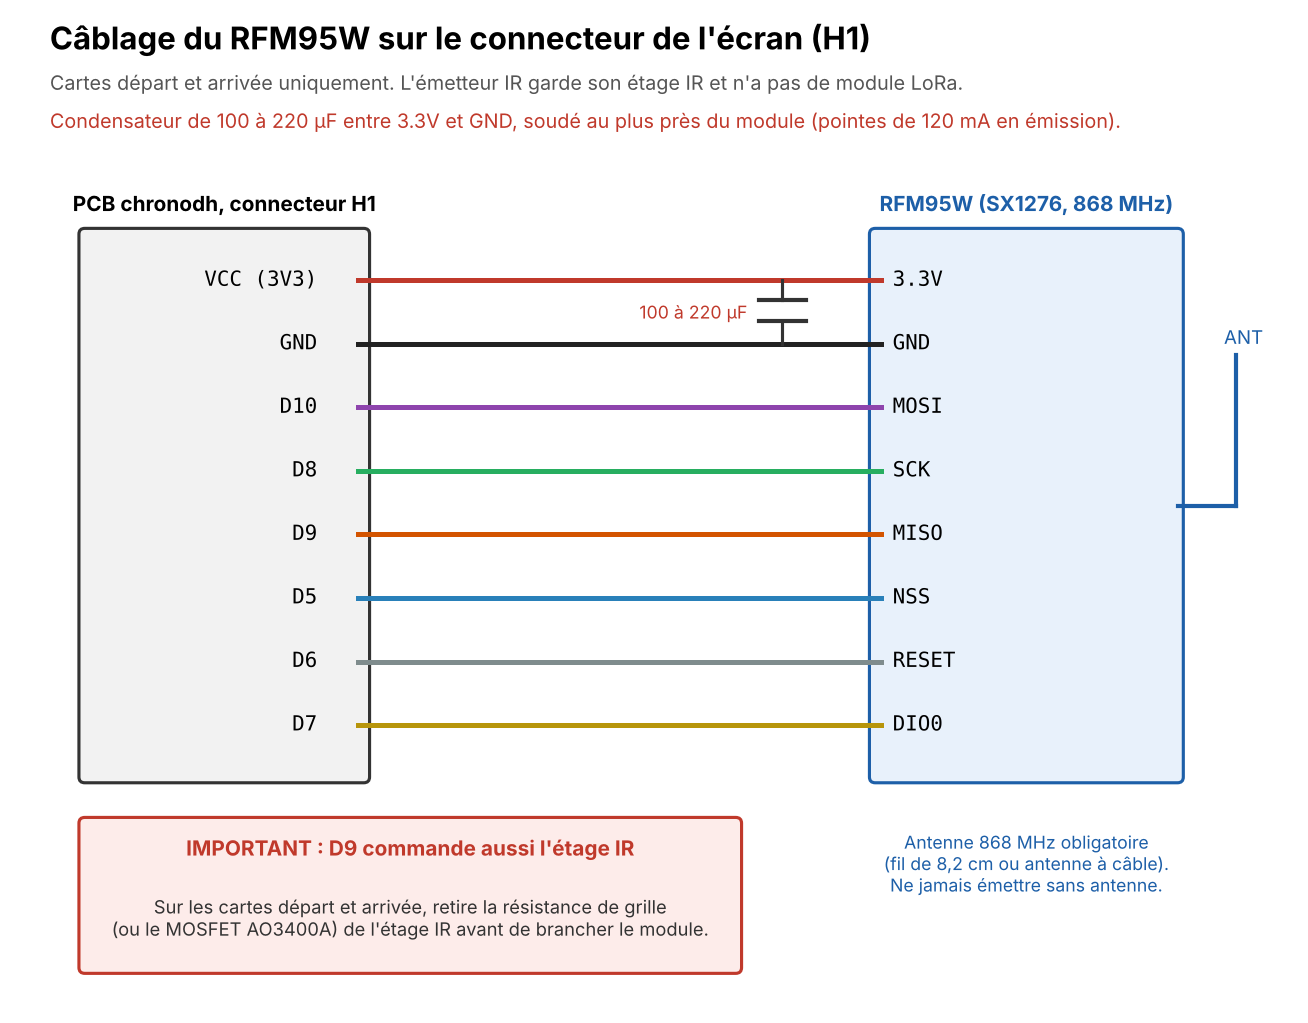 Câblage du RFM95W sur le connecteur de l'écran (H1)
Cartes départ et arrivée uniquement. L'émetteur IR garde son étage IR et n'a pas de module LoRa.
Condensateur de 100 à 220 µF entre 3.3V et GND, soudé au plus près du module (pointes de 120 mA en émission).
PCB chronodh, connecteur H1
RFM95W (SX1276, 868 MHz)
VCC (3V3)
3.3V
100 à 220 µF
GND
GND
ANT
D10
MOSI
D8
SCK
D9
MISO
D5
NSS
D6
RESET
D7
DIO0
IMPORTANT : D9 commande aussi l'étage IR
Sur les cartes départ et arrivée, retire la résistance de grille
(ou le MOSFET AO3400A) de l'étage IR avant de brancher le module.
Antenne 868 MHz obligatoire
(fil de 8,2 cm ou antenne à câble).
Ne jamais émettre sans antenne.